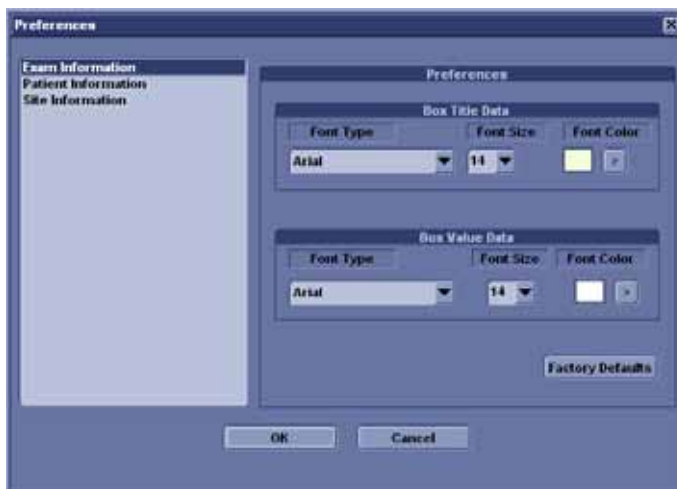 Preferences
Exam Information
Patient Information
Site Information
Preferences
Box Title Data
Font Type Font Size Font Color
Arial 14 >
Box Value Data
Font Type Font Size Font Color
Arial 14 >
Factory Defaults
OK Cancel